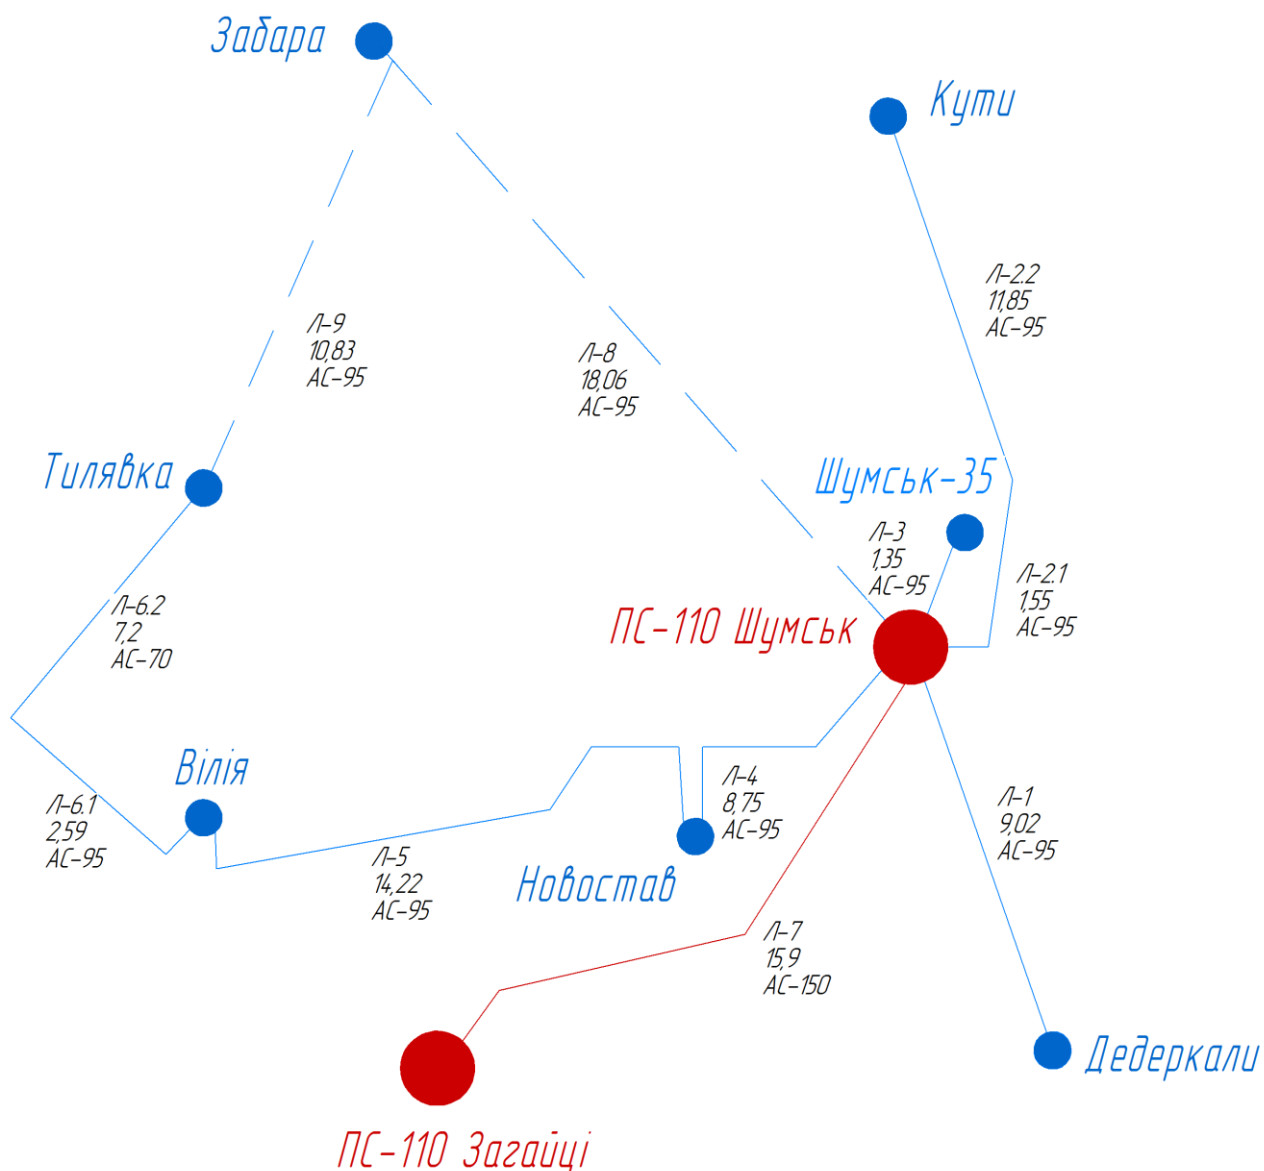 Забара
Кути
Л-2.2
11,85
АС-95
Л-9
10,83
АС-95
Л-8
18,06
АС-95
Тилявка
Шумськ-35
Л-3
1,35
АС-95
Л-2.1
1,55
АС-95
Л-6.2
7,2
АС-70
ПС-110 Шумськ
Вілія
Л-6.1
2,59
АС-95
Л-4
8,75
АС-95
Л-1
9,02
АС-95
Л-5
14,22
АС-95
Новостав
Л-7
15,9
АС-150
Дедеркали
ПС-110 Загайці